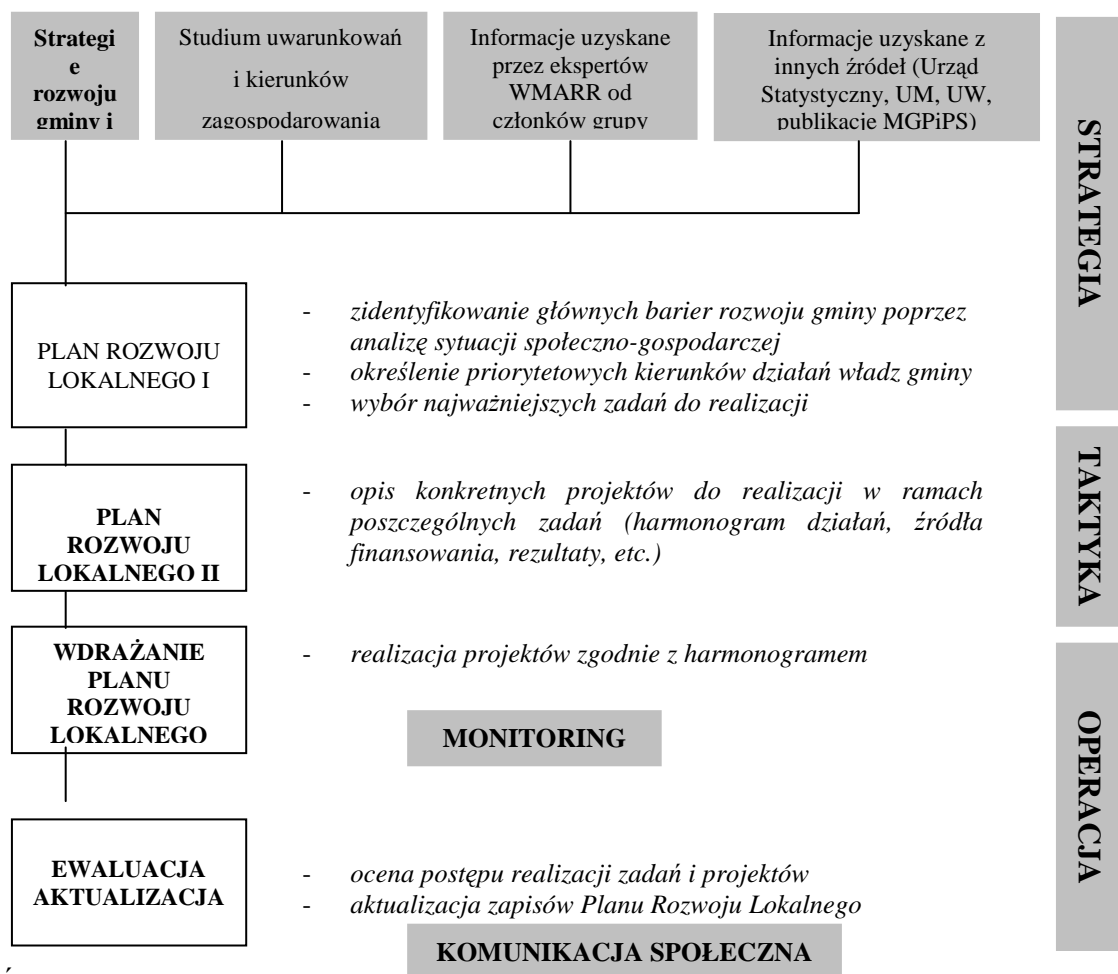 Strategi
e
rozwoju
gminy i
Studium uwarunkowań
i kierunków
zagospodarowania
Informacje uzyskane
przez ekspertów
WMARR od
członków grupy
Informacje uzyskane z
innych źródeł (Urząd
Statystyczny, UM, UW,
publikacje MGPiPS)
STRATEGIA
PLAN ROZWOJU
LOKALNEGO I
- zidentyfikowanie głównych barier rozwoju gminy poprzez
analizę sytuacji społeczno-gospodarczej
- określenie priorytetowych kierunków działań władz gminy
- wybór najważniejszych zadań do realizacji
TAKTYKA
PLAN
ROZWOJU
LOKALNEGO II
- opis konkretnych projektów do realizacji w ramach
poszczególnych zadań (harmonogram działań, źródła
finansowania, rezultaty, etc.)
OPERACJA
WDRAŻANIE
PLANU
ROZWOJU
LOKALNEGO
- realizacja projektów zgodnie z harmonogramem
MONITORING
EWALUACJA
AKTUALIZACJA
- ocena postępu realizacji zadań i projektów
- aktualizacja zapisów Planu Rozwoju Lokalnego
KOMUNIKACJA SPOŁECZNA